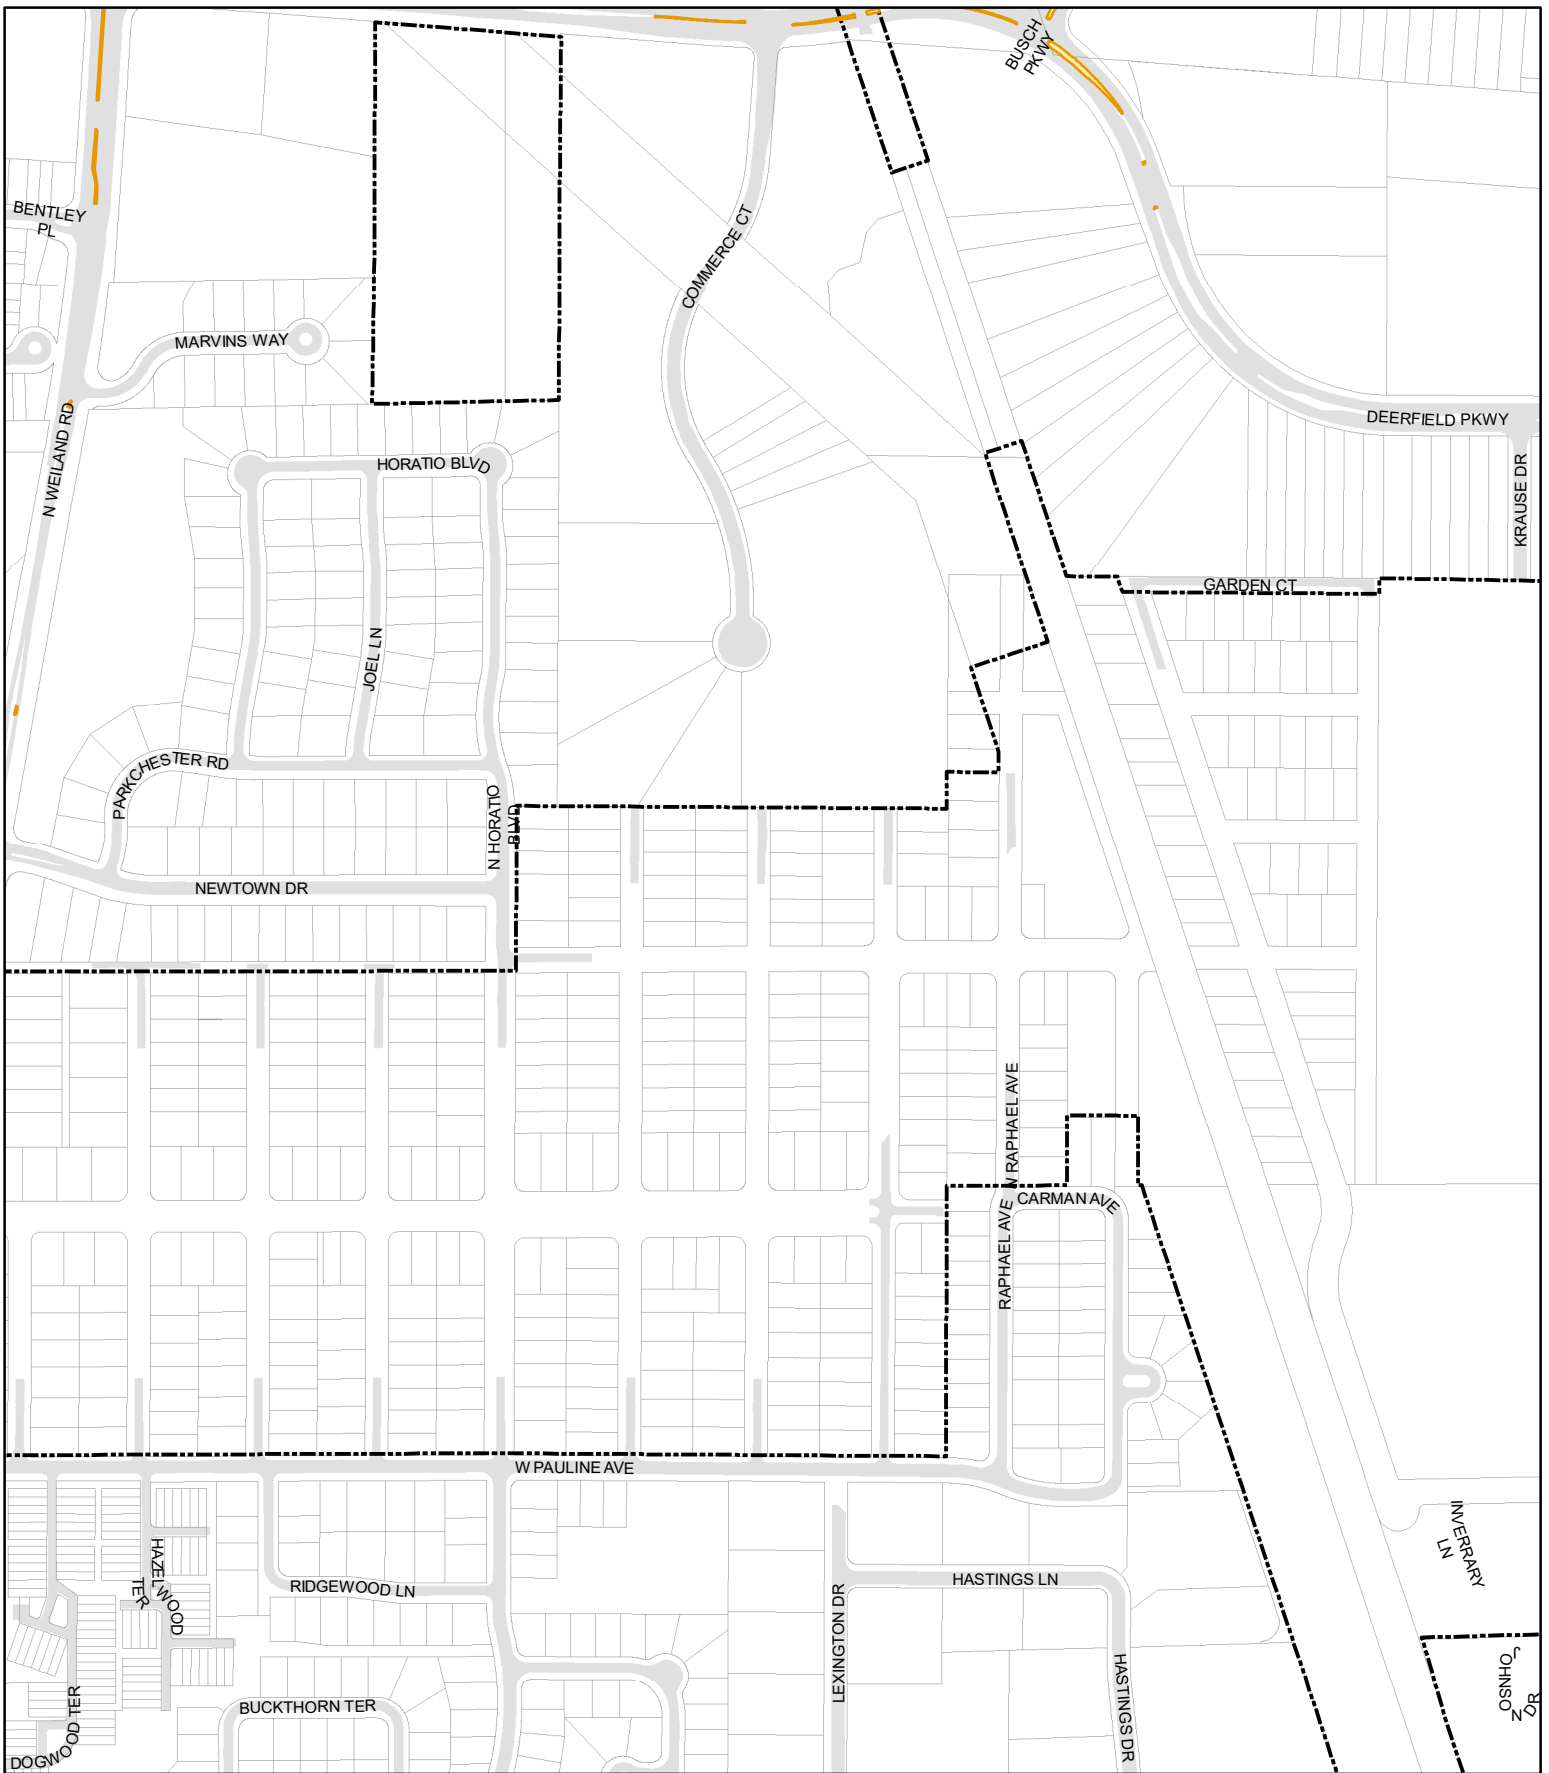 BUSCH
PKWY
BENTLEY
PL
COMMERCE CT
MARVINS WAY
N WEILAND RD
DEERFIELD PKWY
HORATIO BLVD
KRAUSE DR
GARDEN CT
JOEL LN
PARKCHESTER RD
N HORATIO
BLVD
NEWTOWN DR
N RAPHAEL AVE
CARMAN AVE
RAPHAEL AVE
W PAULINE AVE
INVERRARY
LN
HAZELWOOD
TER
RIDGEWOOD LN
HASTINGS LN
LEXINGTON DR
HASTINGS DR
JOHNSON
DR
DOGWOOD TER
BUCKTHORN TER